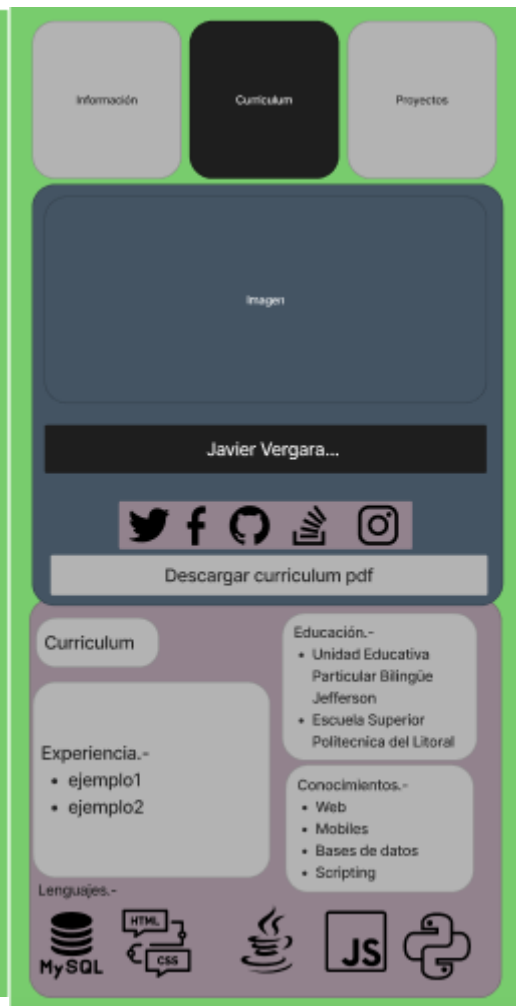 Información
Curriculum
Proyectos
Imagen
Javier Vergara...
Descargar curriculum pdf
Curriculum
Experiencia.-
• ejemplo1
• ejemplo2
Educación.-
• Unidad Educativa
Particular Bilingüe
Jefferson
• Escuela Superior
Politecnica del Litoral
Conocimientos.-
• Web
• Mobiles
• Bases de datos
• Scripting
Lenguajes.-
MySQL
HTML
CSS
JS